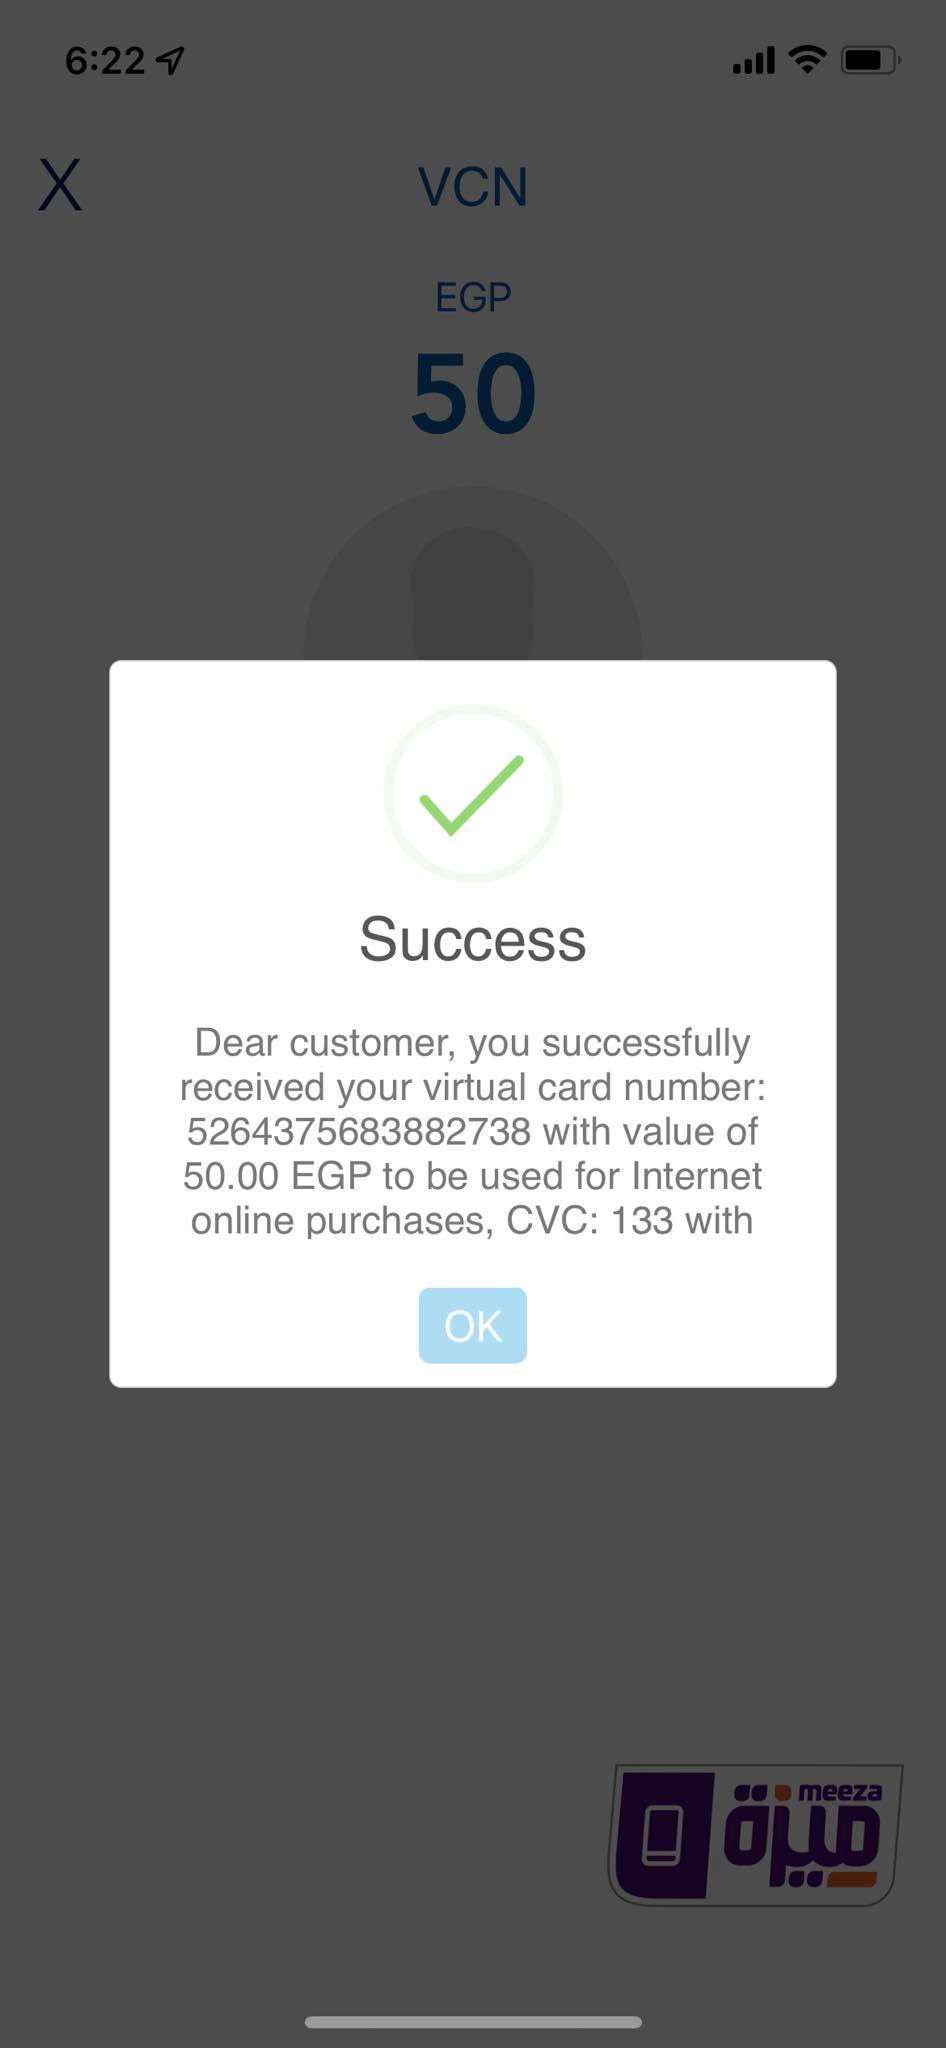 6:22
X
VCN
EGP
50
Success
Dear customer, you successfully
received your virtual card number:
5264375683882738 with value of
50.00 EGP to be used for Internet
online purchases, CVC: 133 with
OK
meeza
ميزة